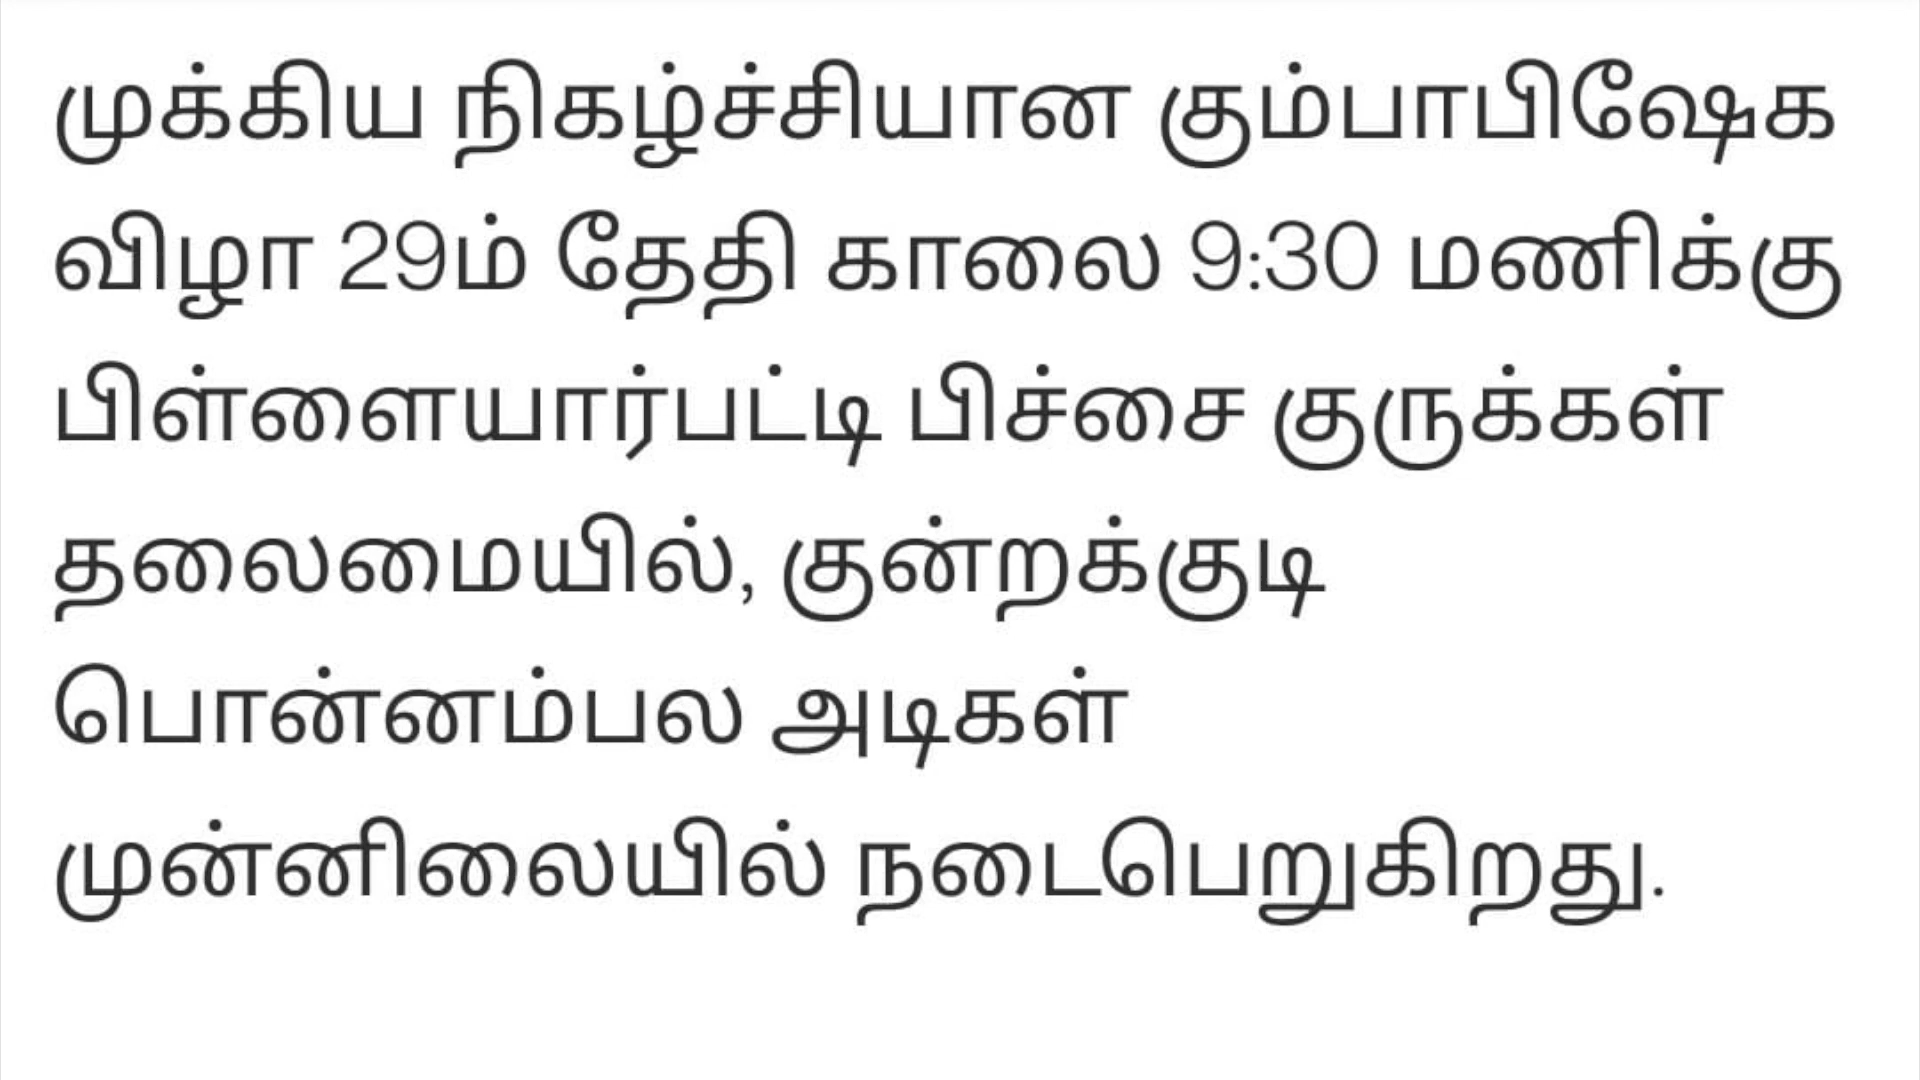 முக்கிய நிகழ்ச்சியான கும்பாபிஷேக
விழா 29ம் தேதி காலை 9:30 மணிக்கு
பிள்ளையார்பட்டி பிச்சை குருக்கள்
தலைமையில், குன்றக்குடி
பொன்னம்பல அடிகள்
முன்னிலையில் நடைபெறுகிறது.